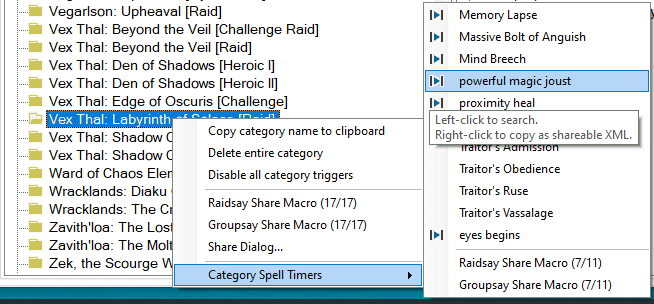 Vegarlson: Upheaval [Raid]
Vex Thal: Beyond the Veil [Challenge Raid]
Vex Thal: Beyond the Veil [Raid]
Vex Thal: Den of Shadows [Heroic I]
Vex Thal: Den of Shadows [Heroic II]
Vex Thal: Edge of Oscuris [Challenge]
Vex Thal: Labyrinth of
[Raid]
Vex Thal: Shadow
Vex Thal: Shadow
Ward of Chaos
Wracklands: Diaku
Wracklands: The
Zavith'loa: The Lost
Zavith'loa: The
Zek, the Scourge
Copy category name to clipboard
Delete entire category
Disable all category triggers
Raidsay Share Macro (17/17)
Groupsay Share Macro (17/17)
Share Dialog...
Category Spell Timers
Memory Lapse
Massive Bolt of Anguish
Mind Breech
powerful magic joust
proximity heal
Left-click to search.
Right-click to copy as shareable XML.
Traitor's Admission
Traitor's Obedience
Traitor's Ruse
Traitor's Vassalage
eyes begins
Raidsay Share Macro (7/11)
Groupsay Share Macro (7/11)